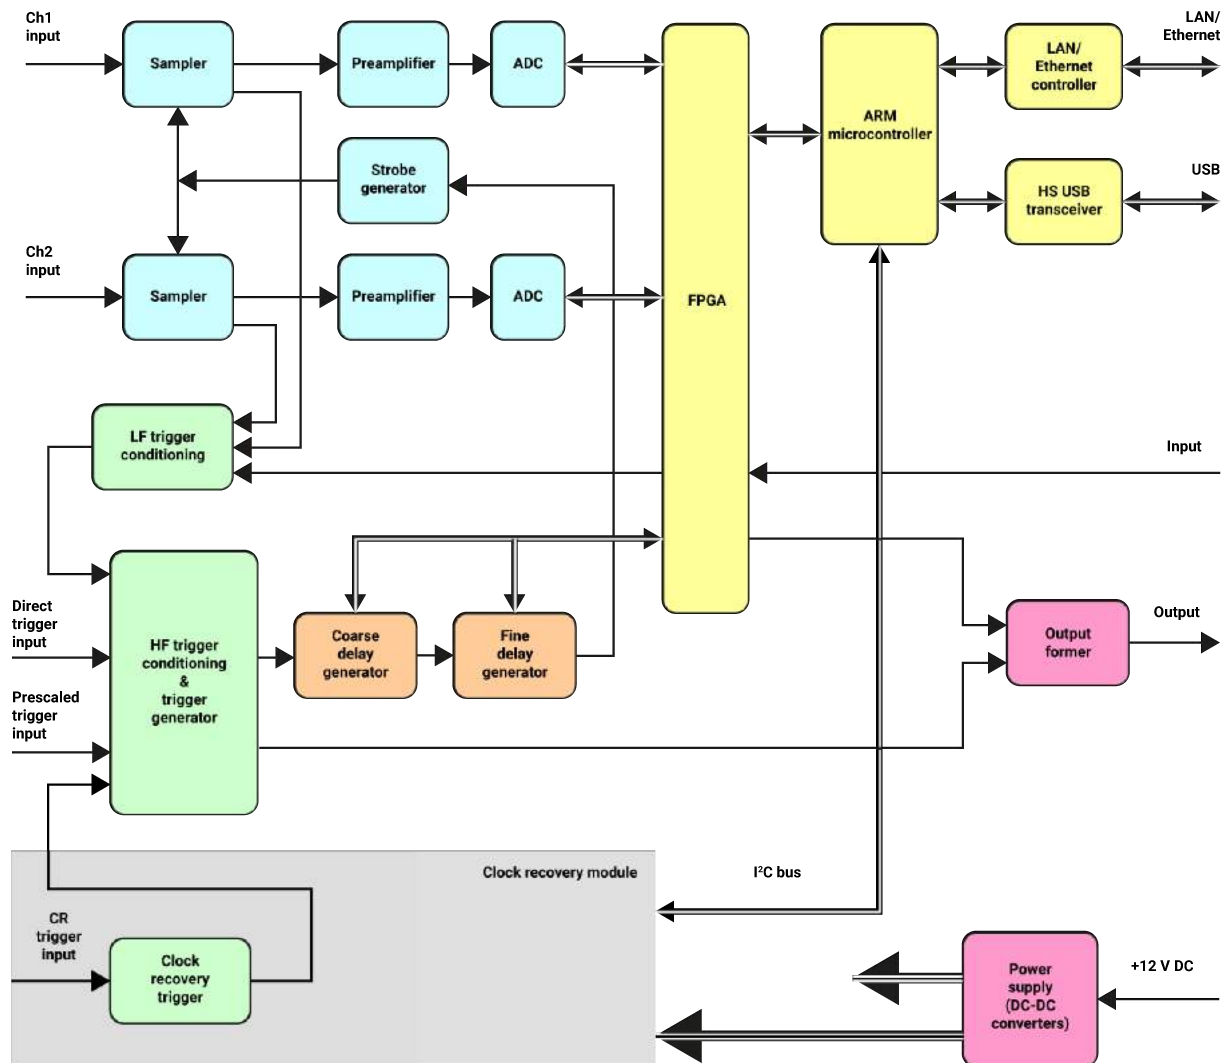 Ch1
input
Sampler
Preamplifier
ADC
Strobe
generator
Ch2
input
Sampler
Preamplifier
ADC
FPGA
ARM
microcontroller
LAN/
Ethernet
controller
LAN/
Ethernet
HS USB
transceiver
USB
LF trigger
conditioning
Input
Direct
trigger
input
Prescaled
trigger
input
HF trigger
conditioning
&
trigger
generator
Coarse
delay
generator
Fine
delay
generator
Output
former
Output
Clock recovery module
I²C bus
CR
trigger
input
Clock
recovery
trigger
Power
supply
(DC-DC
converters)
+12 V DC